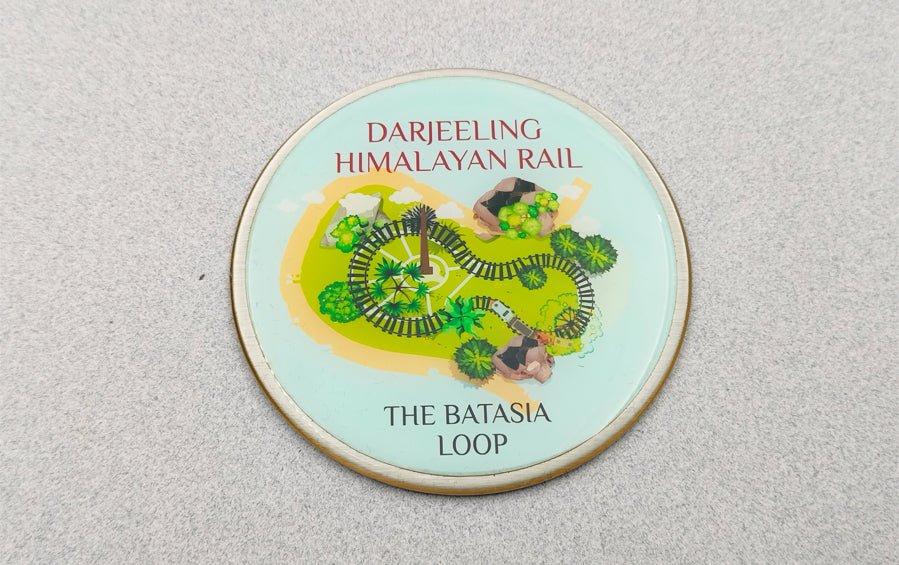 DARJEELING
HIMALAYAN RAIL
THE BATASIA
LOOP